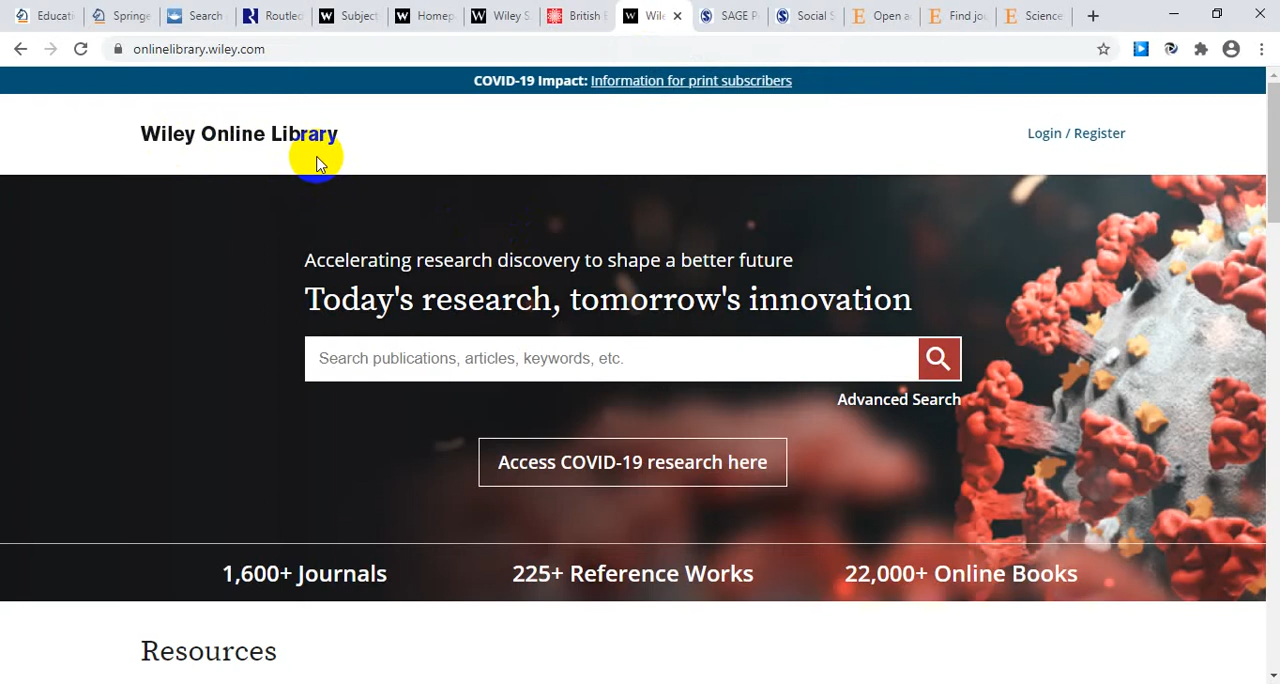 Educati
Springe
Search
Routled
Subject
Homep
Wiley S
British E
Wile
SAGE P
Social S
Open a
Find jou
Science
onlinelibrary.wiley.com
COVID-19 Impact: Information for print subscribers
Wiley Online Library
Login / Register
Accelerating research discovery to shape a better future
Today's research, tomorrow's innovation
Search publications, articles, keywords, etc.
Advanced Search
Access COVID-19 research here
1,600+ Journals
225+ Reference Works
22,000+ Online Books
Resources